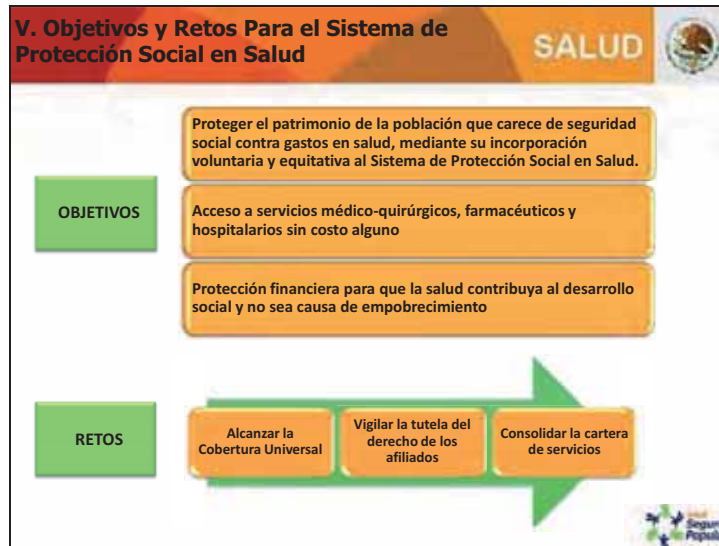 V. Objetivos y Retos Para el Sistema de
Protección Social en Salud
SALUD
Proteger el patrimonio de la población que carece de seguridad
social contra gastos en salud, mediante su incorporación
voluntaria y equitativa al Sistema de Protección Social en Salud.
OBJETIVOS
Acceso a servicios médico-quirúrgicos, farmacéuticos y
hospitalarios sin costo alguno
Protección financiera para que la salud contribuya al desarrollo
social y no sea causa de empobrecimiento
RETOS
Alcanzar la
Cobertura Universal
Vigilar la tutela del
derecho de los
afiliados
Consolidar la cartera
de servicios